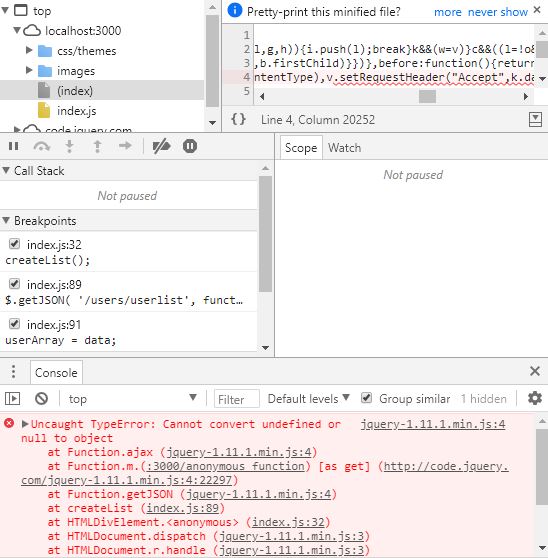 top
localhost:3000
css/themes
images
(index)
index.js
code.jquery.com
Pretty-print this minified file?
more never show
1
2
l,g,h)){i.push(l);break}k&&(w=v)}c&&((l=!o&
3
,b.firstChild)}})},before:function(){return
4
ntentType),v.setRequestHeader("Accept",k.da
5
{} Line 4, Column 20252
Call Stack
Not paused
Breakpoints
index.js:32
createList();
index.js:89
$.getJSON( '/users/userlist', funct…
index.js:91
userArray = data;
Scope Watch
Not paused
Console
top
Filter
Default levels
Group similar
1 hidden
Uncaught TypeError: Cannot convert undefined or jquery-1.11.1.min.js:4
null to object
at Function.ajax (jquery-1.11.1.min.js:4)
at Function.m.(:3000/anonymous function) [as get] (http://code.jquery.
com/jquery-1.11.1.min.js:4:22297)
at Function.getJSON (jquery-1.11.1.min.js:4)
at createList (index.js:89)
at HTMLDivElement.<anonymous> (index.js:32)
at HTMLDocument.dispatch (jquery-1.11.1.min.js:3)
at HTMLDocument.r.handle (jquery-1.11.1.min.js:3)